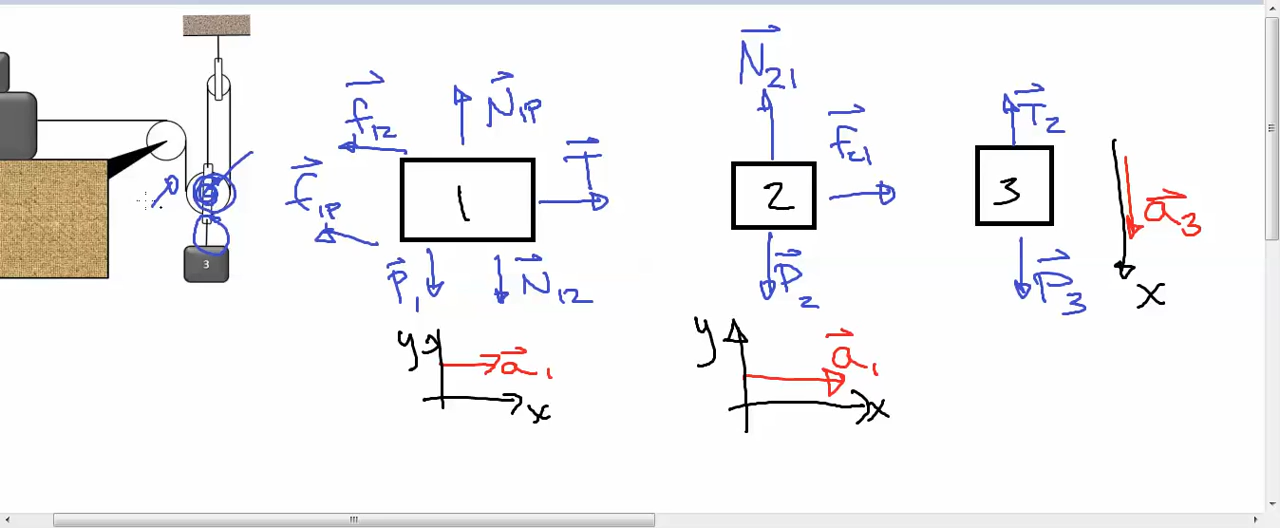 3
f₁₂
f₁p
N₁p
T
1
P₁
N₁₂
y
a₁
x
N₂₁
f₂₁
2
P₂
y
a₁
x
T₂
3
P₃
a₃
x